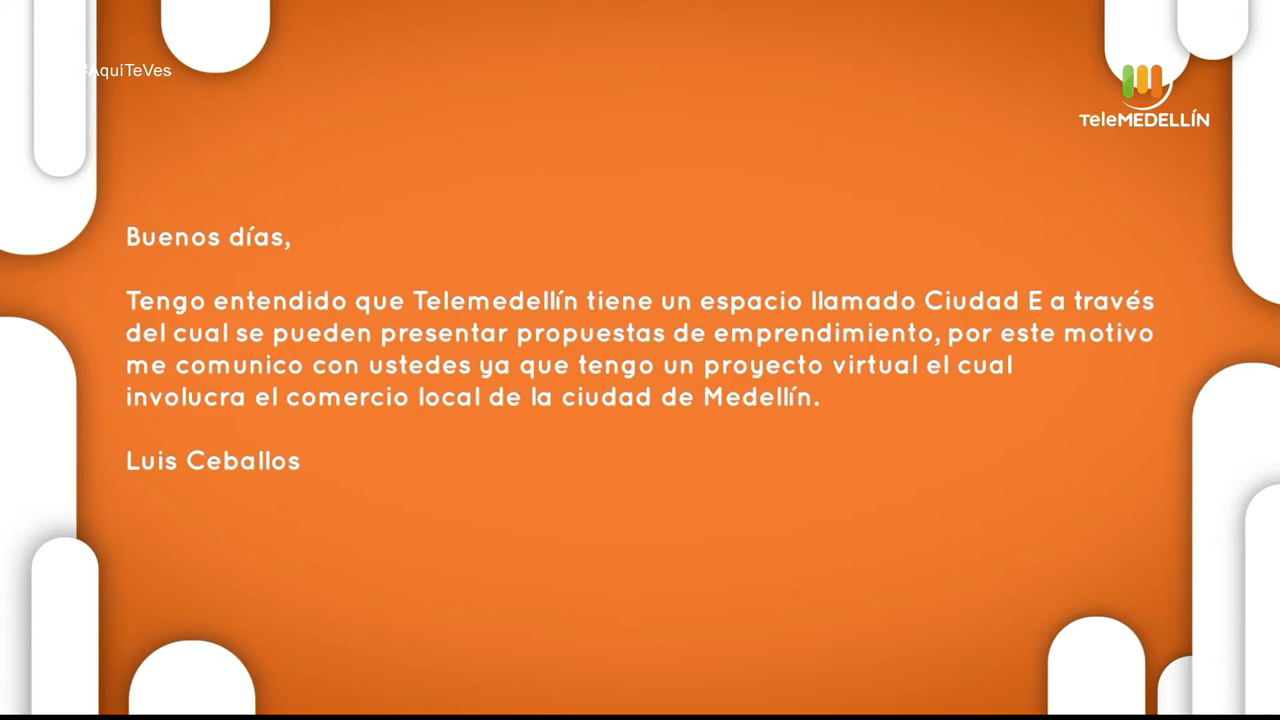 #AquíTeVes
TeleMEDELLÍN
Buenos días,
Tengo entendido que Telemedellín tiene un espacio llamado Ciudad E a través
del cual se pueden presentar propuestas de emprendimiento, por este motivo
me comunico con ustedes ya que tengo un proyecto virtual el cual
involucra el comercio local de la ciudad de Medellín.
Luis Ceballos